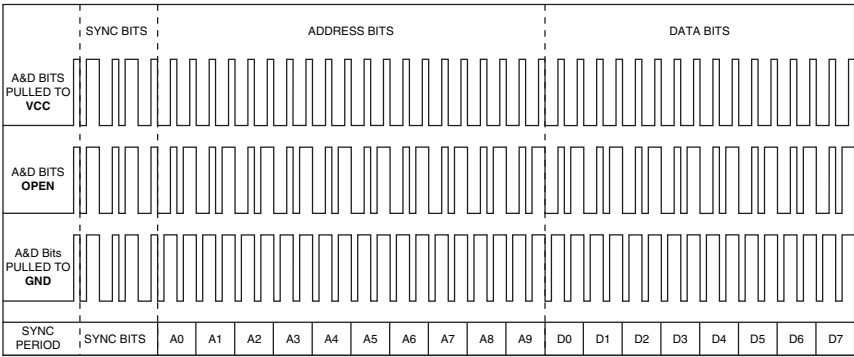 SYNC BITS ADDRESS BITS DATA BITS
A&D BITS
PULLED TO
VCC
A&D BITS
OPEN
A&D Bits
PULLED TO
GND
SYNC
PERIOD
SYNC BITS A0 A1 A2 A3 A4 A5 A6 A7 A8 A9 D0 D1 D2 D3 D4 D5 D6 D7